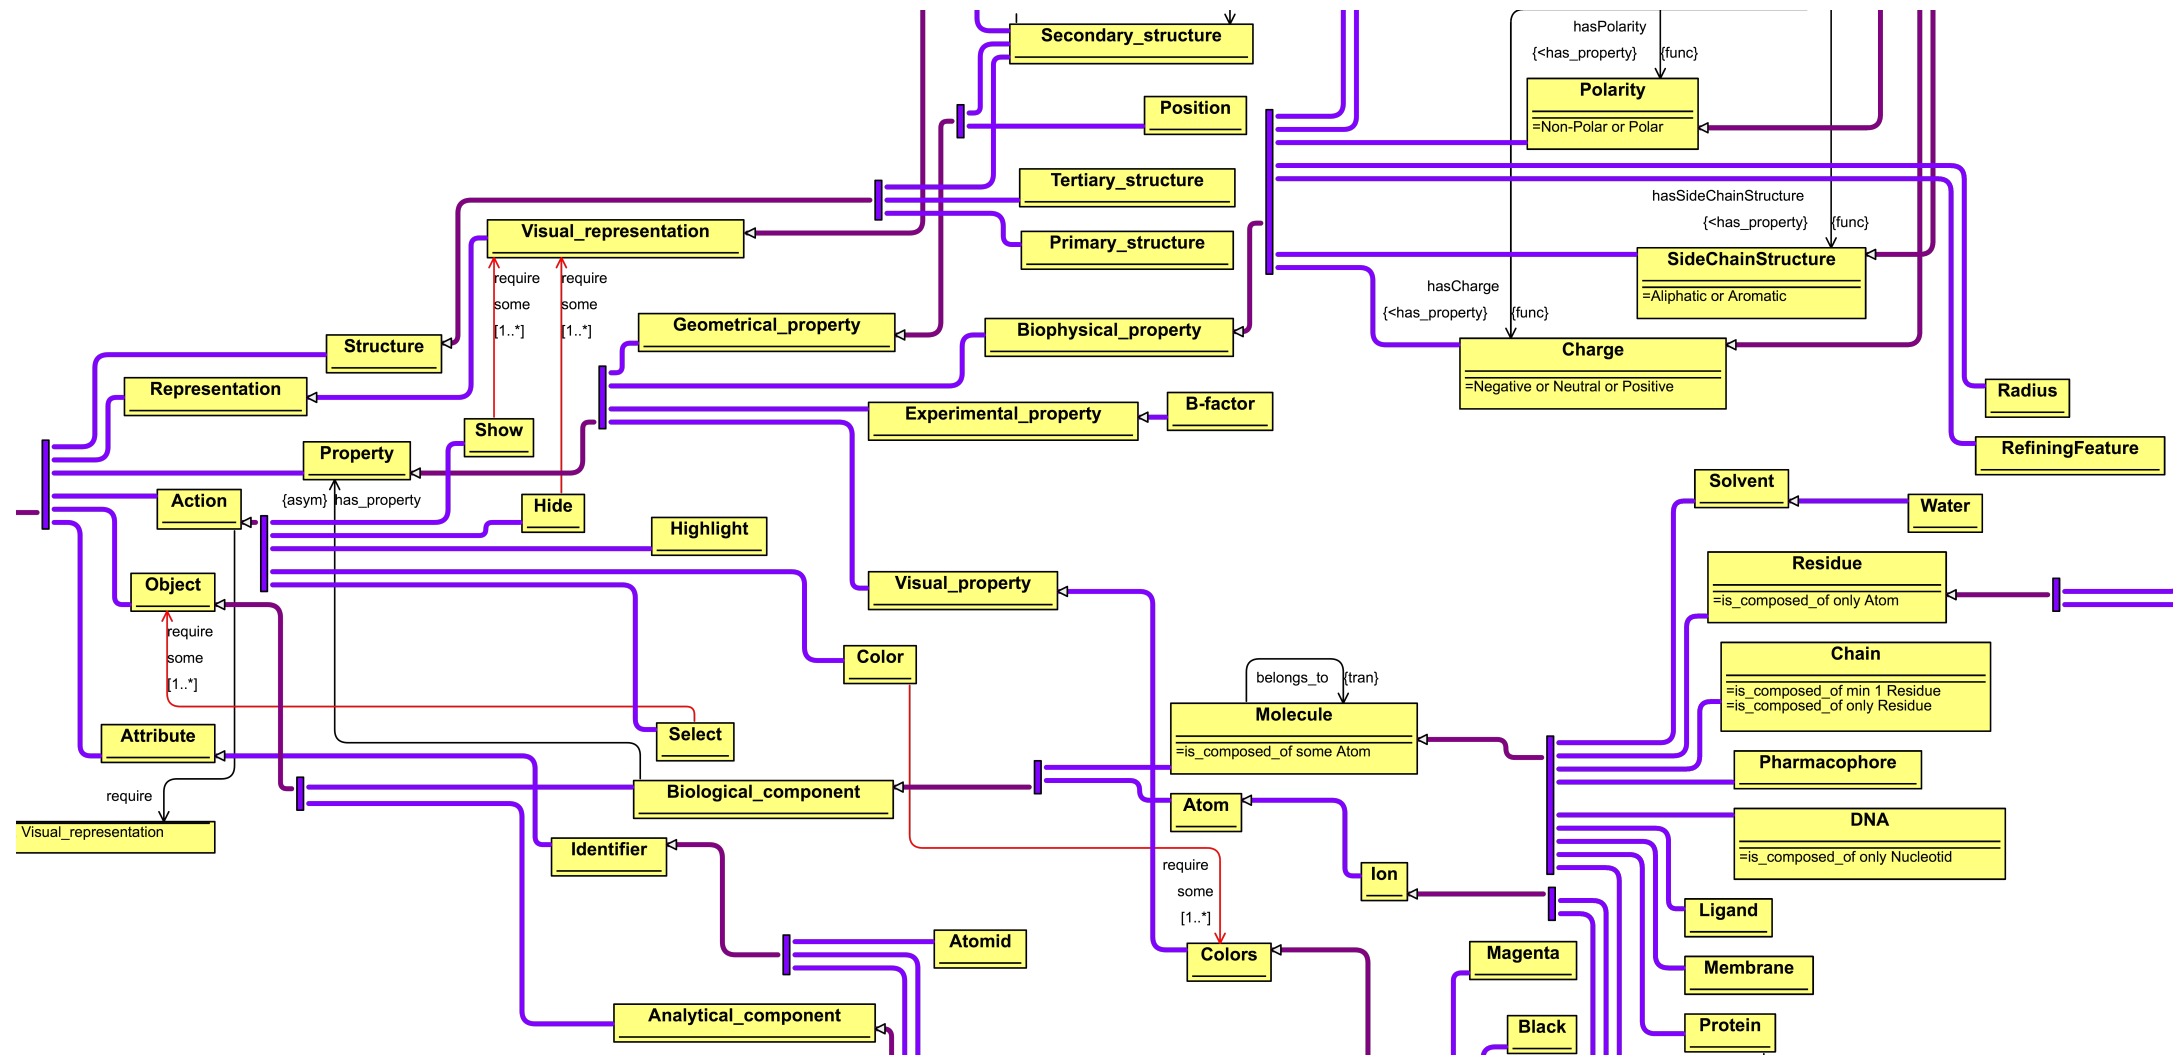 hasPolarity
Secondary_structure
{<has_property} {func}
Polarity
Position
=Non-Polar or Polar
Tertiary_structure
hasSideChainStructure
{<has_property} {func}
Visual_representation
Primary_structure
SideChainStructure
require require
hasCharge
=Aliphatic or Aromatic
some some
{<has_property} {func}
Geometrical_property
Biophysical_property
[1..*] [1..*]
Structure
Charge
=Negative or Neutral or Positive
Representation
Radius
B-factor
Experimental_property
Show
RefiningFeature
Property
Solvent
{asym} has_property
Action
Hide
Water
Highlight
Residue
Object
Visual_property
=is_composed_of only Atom
require
some
[1..*]
Color
Chain
belongs_to {tran}
=is_composed_of min 1 Residue
=is_composed_of only Residue
Molecule
Attribute
Select
=is_composed_of some Atom
Pharmacophore
require
Biological_component
Atom
DNA
Visual_representation
Identifier
=is_composed_of only Nucleotid
require
Ion
some
[1..*]
Ligand
Atomid
Colors
Magenta
Membrane
Analytical_component
Black
Protein